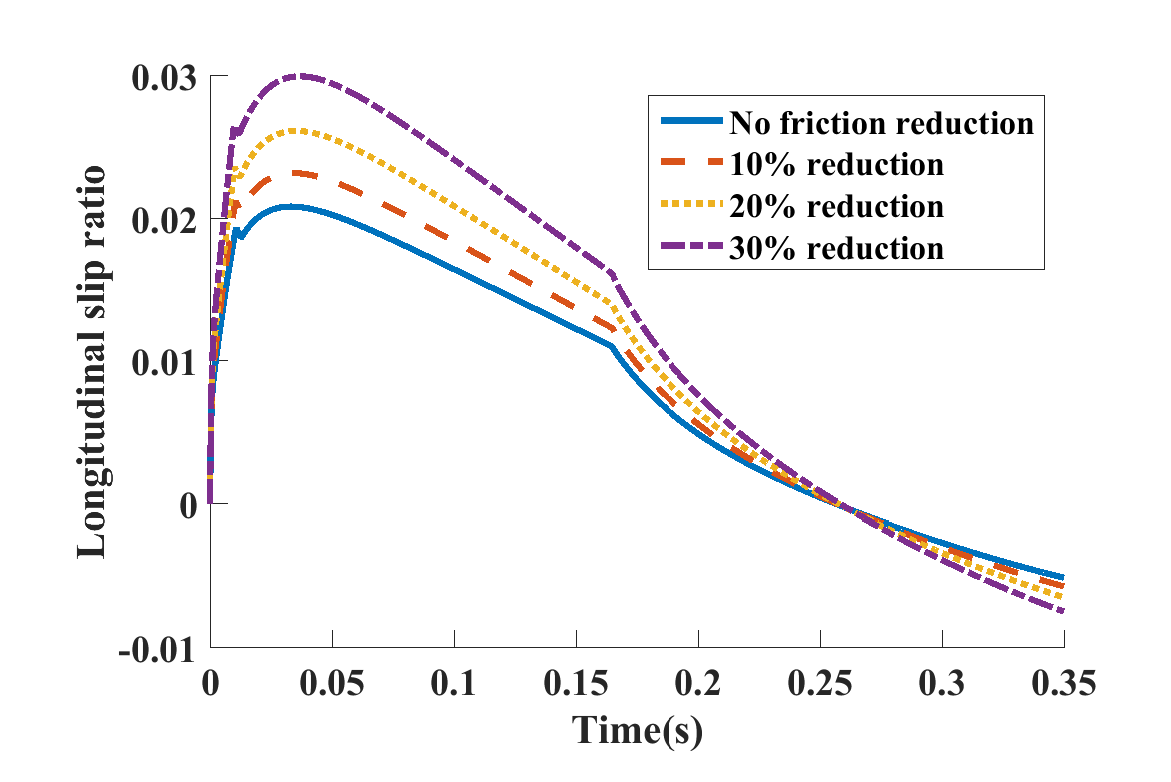 0.03
0.02
0.01
0
-0.01
Longitudinal slip ratio
No friction reduction
10% reduction
20% reduction
30% reduction
0 0.05 0.1 0.15 0.2 0.25 0.3 0.35
Time(s)